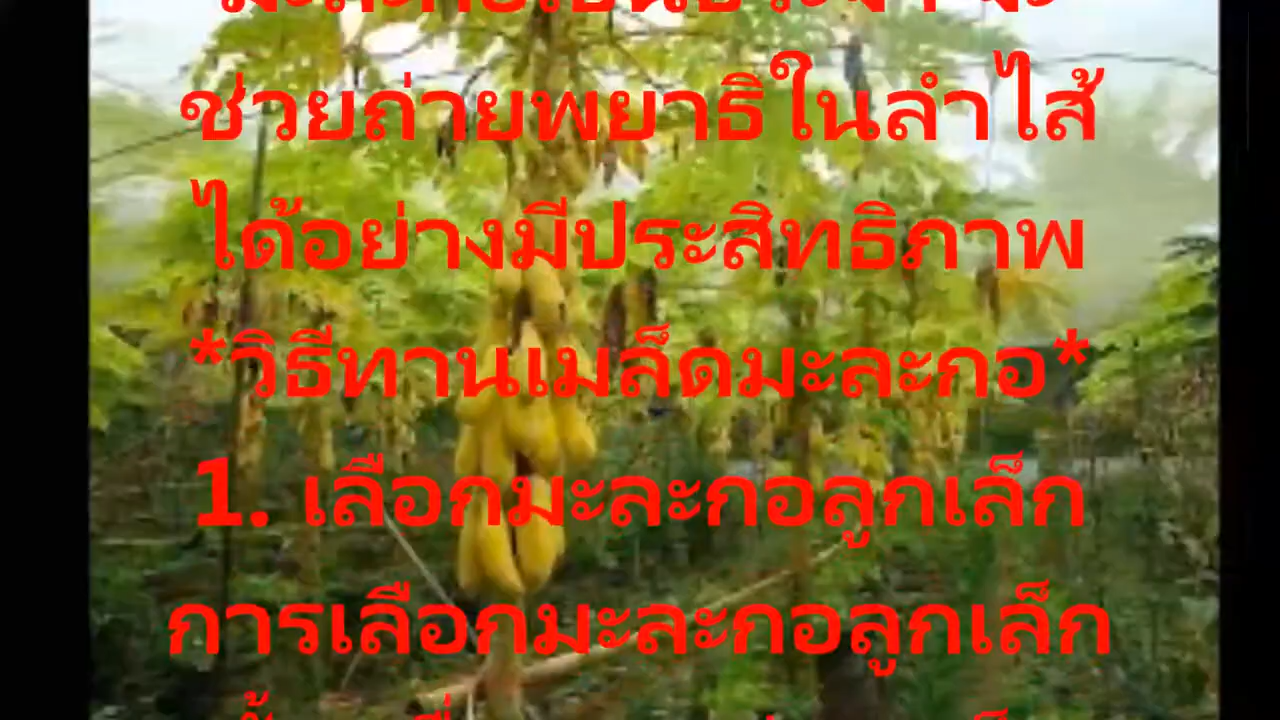 ช่วยถ่ายพยาธิในลำไส้
ได้อย่างมีประสิทธิภาพ
*วิธีทานเมล็ดมะละกอ*
1. เลือกมะละกอลูกเล็ก
การเลือกมะละกอลูกเล็ก